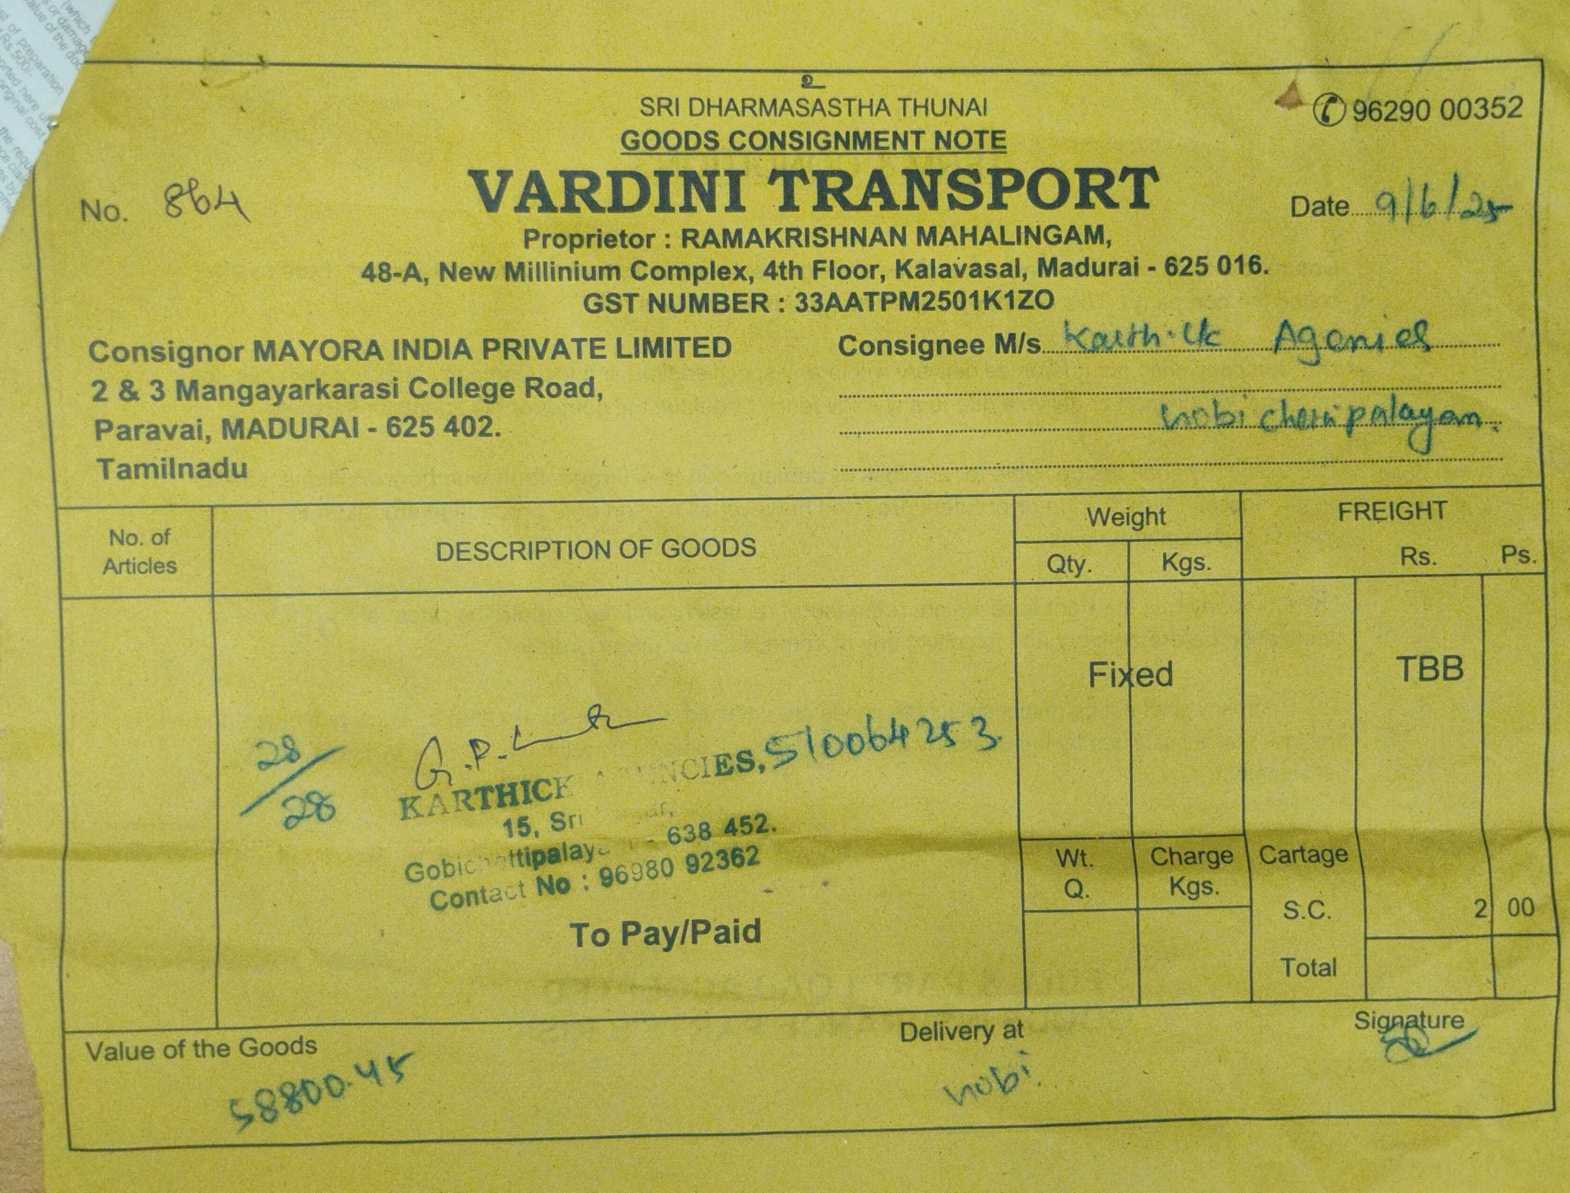 உ
SRI DHARMASASTHA THUNAI
96290 00352
GOODS CONSIGNMENT NOTE
No. 864
VARDINI TRANSPORT
Date 9/6/25
Proprietor : RAMAKRISHNAN MAHALINGAM,
48-A, New Millinium Complex, 4th Floor, Kalavasal, Madurai - 625 016.
GST NUMBER : 33AATPM2501K1ZO
Consignor MAYORA INDIA PRIVATE LIMITED
2 & 3 Mangayarkarasi College Road,
Paravai, MADURAI - 625 402.
Tamilnadu
Consignee M/s. Karthick Agencies
No. of Articles
DESCRIPTION OF GOODS
Weight
Qty. Kgs.
FREIGHT
Rs. Ps.
Fixed
TBB
28/28
510064253
KARTHICK AGENCIES,
15, Sri
638 452.
Contact No : 96980 92362
To Pay/Paid
Wt. Q.
Charge Kgs.
Cartage
S.C. 2 00
Total
Value of the Goods
58800.45
Delivery at
Signature